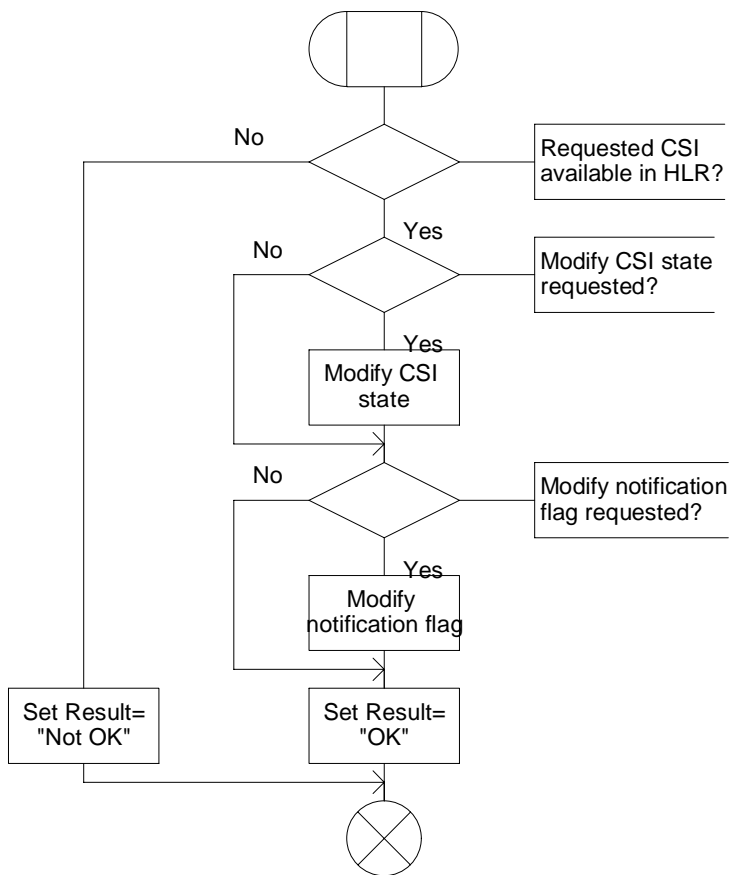 No
Requested CSI
available in HLR?
Yes
No
Modify CSI state
requested?
Yes
Modify CSI
state
No
Modify notification
flag requested?
Yes
Modify
notification flag
Set Result=
"Not OK"
Set Result=
"OK"